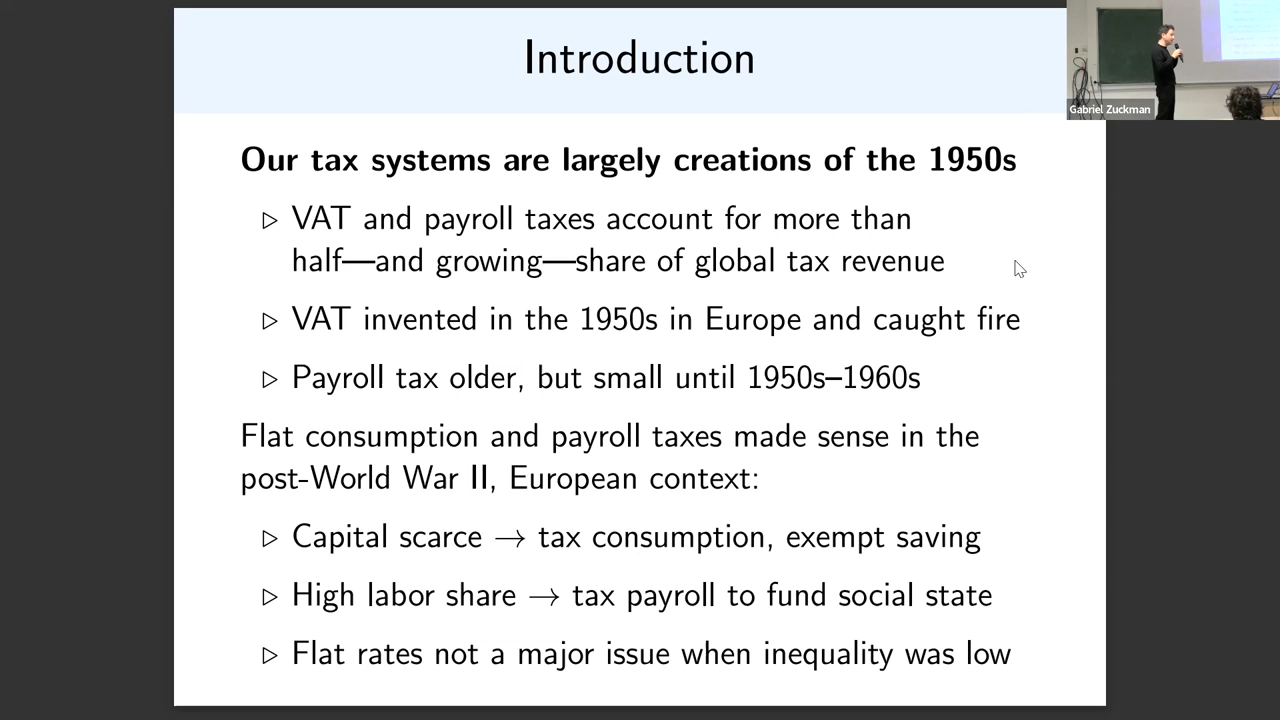 Introduction
Gabriel Zuckman
Our tax systems are largely creations of the 1950s
▷ VAT and payroll taxes account for more than
half—and growing—share of global tax revenue
▷ VAT invented in the 1950s in Europe and caught fire
▷ Payroll tax older, but small until 1950s–1960s
Flat consumption and payroll taxes made sense in the
post-World War II, European context:
▷ Capital scarce → tax consumption, exempt saving
▷ High labor share → tax payroll to fund social state
▷ Flat rates not a major issue when inequality was low